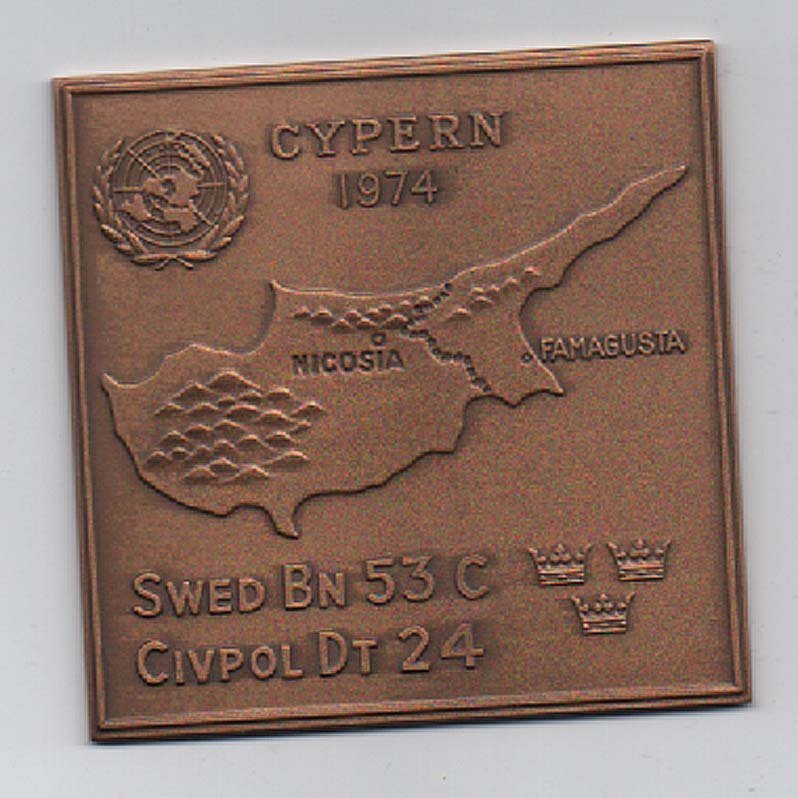 CYPERN
1974
NICOSIA
FAMAGUSTA
SWED BN 53 C
CIVPOL DT 24